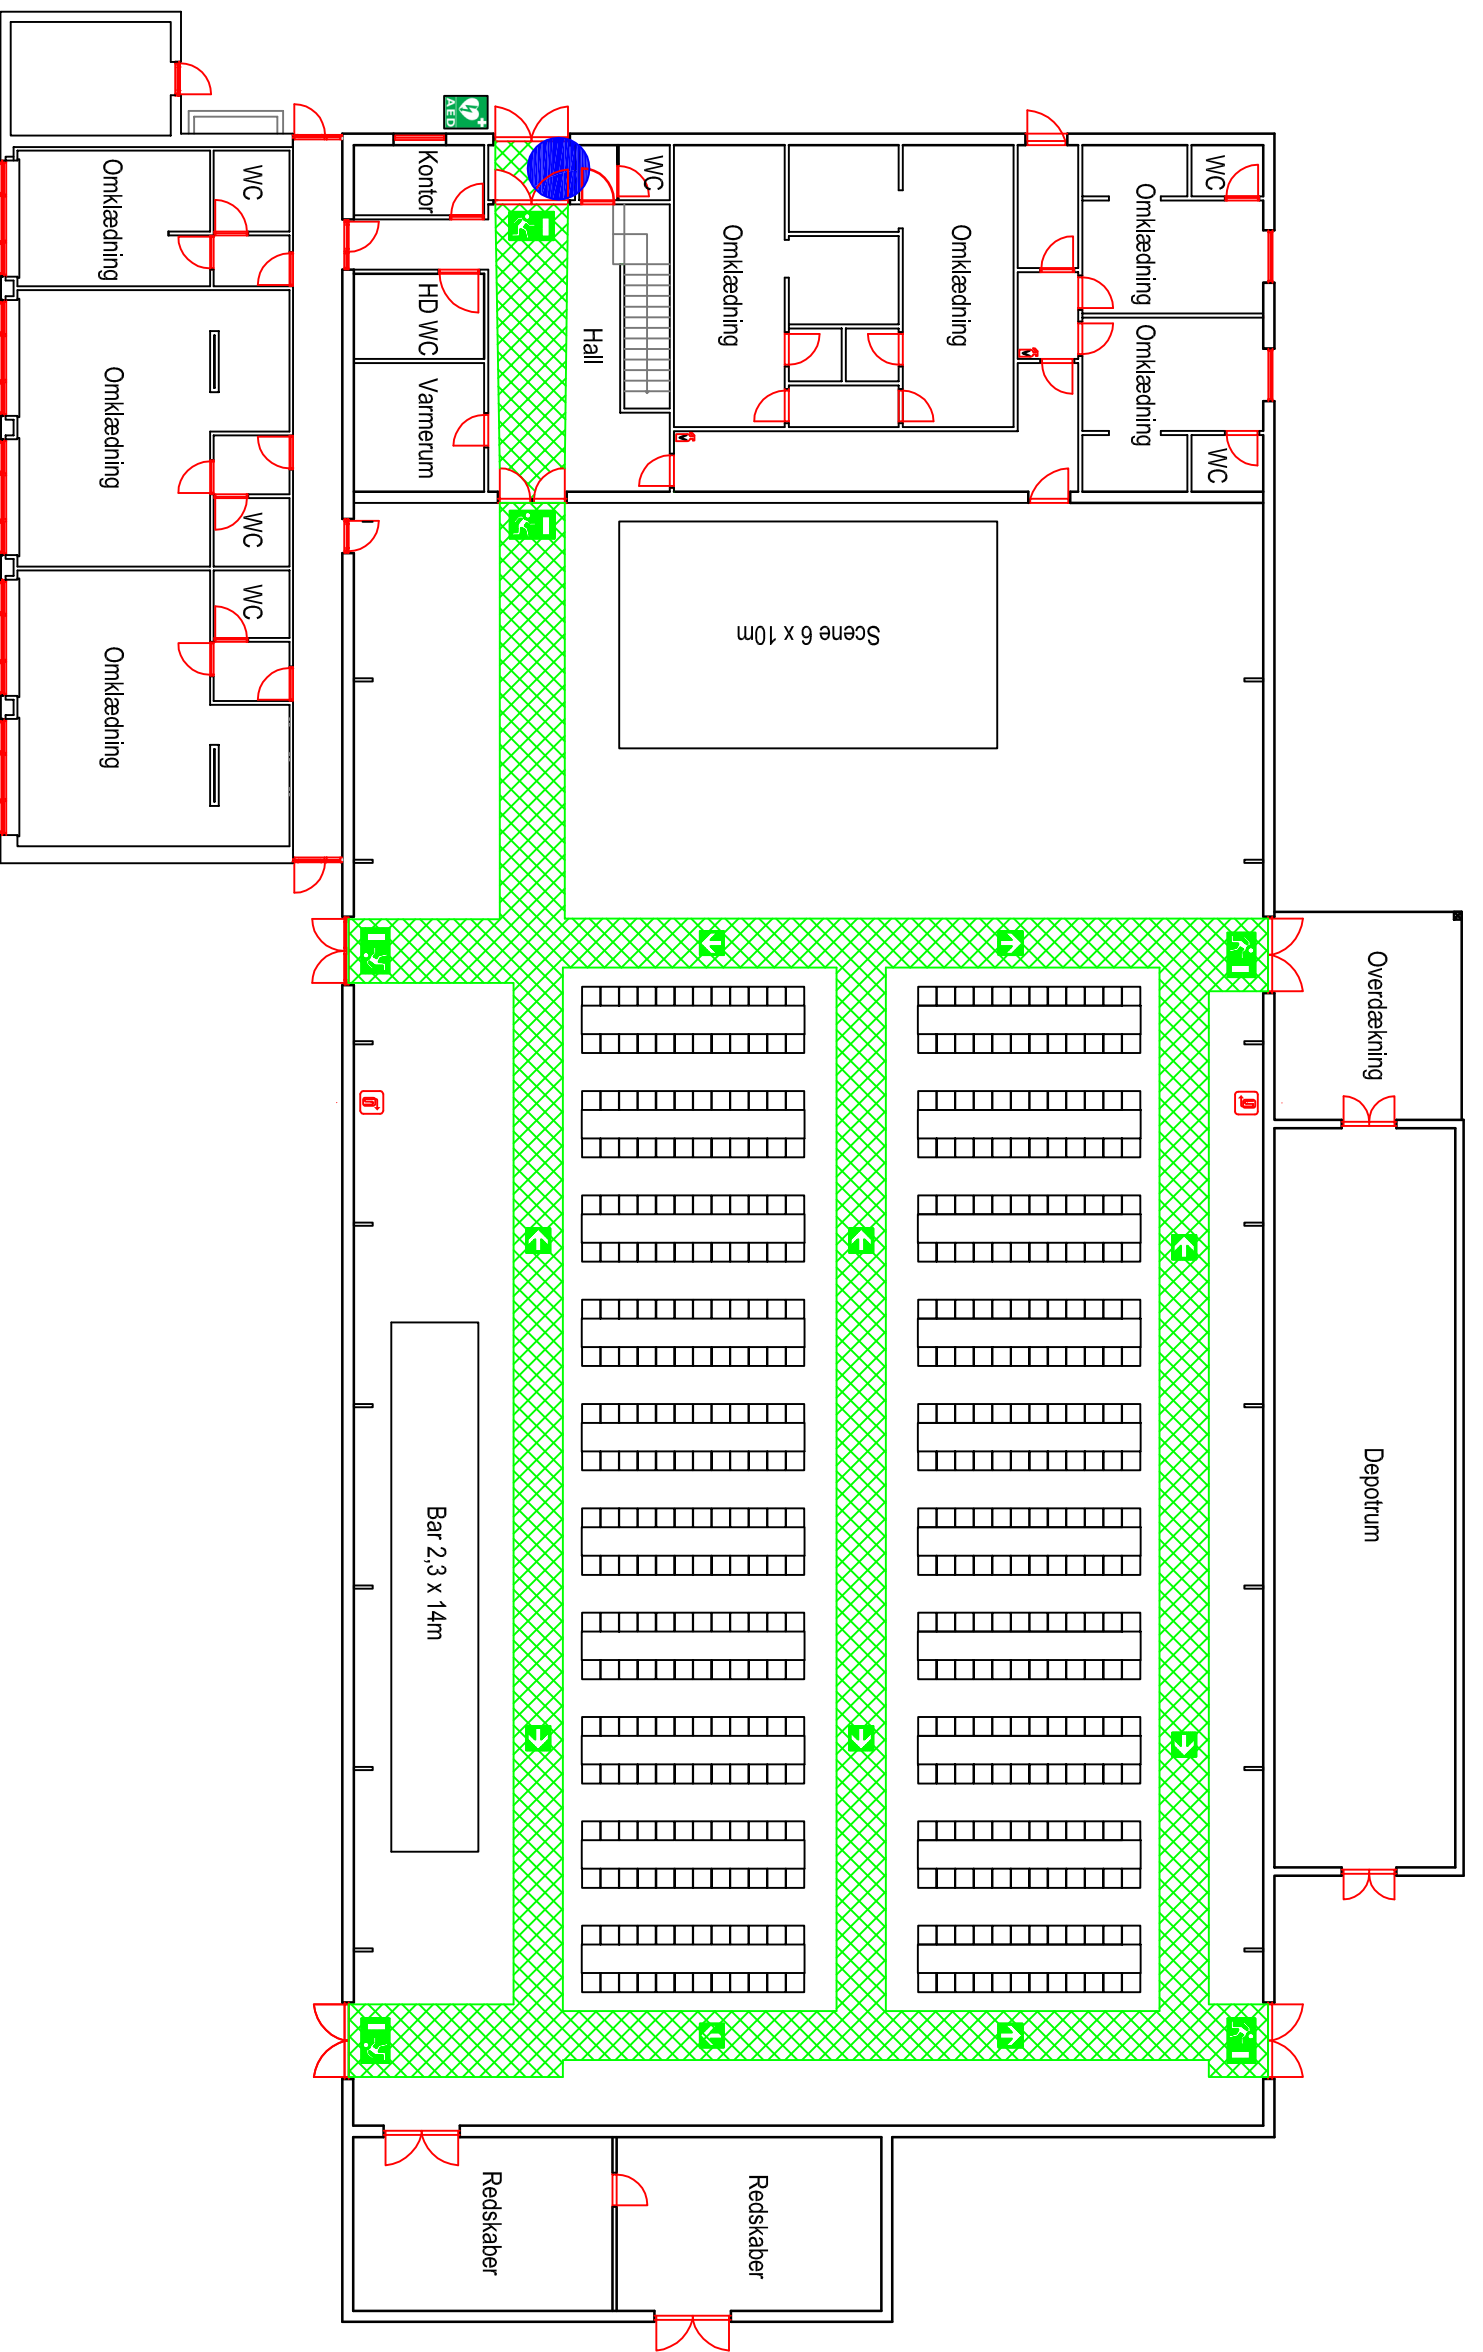 AED
Kontor
WC
WC
Omklædning
WC
Omklædning
Omklædning
Omklædning
HD WC
Hall
Omklædning
Varmerum
WC
Omklædning
WC
WC
Omklædning
Scene 6 x 10m
Overdækning
Bar 2,3 x 14m
Depotrum
Redskaber
Redskaber